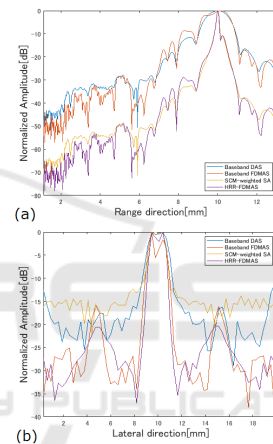 0
-10
-20
-30
-40
-50
-60
-70
-80
Normalized Amplitude[dB]
Baseband DAS
Baseband FDMAS
SCM-weighted SA
HRR-FDMAS
2 4 6 8 10 12
(a) Range direction[mm]
0
-5
-10
-15
-20
-25
-30
-35
-40
Normalized Amplitude[dB]
Baseband DAS
Baseband FDMAS
SCM-weighted SA
HRR-FDMAS
2 4 6 8 10 12 14 16 18
(b) Lateral direction[mm]